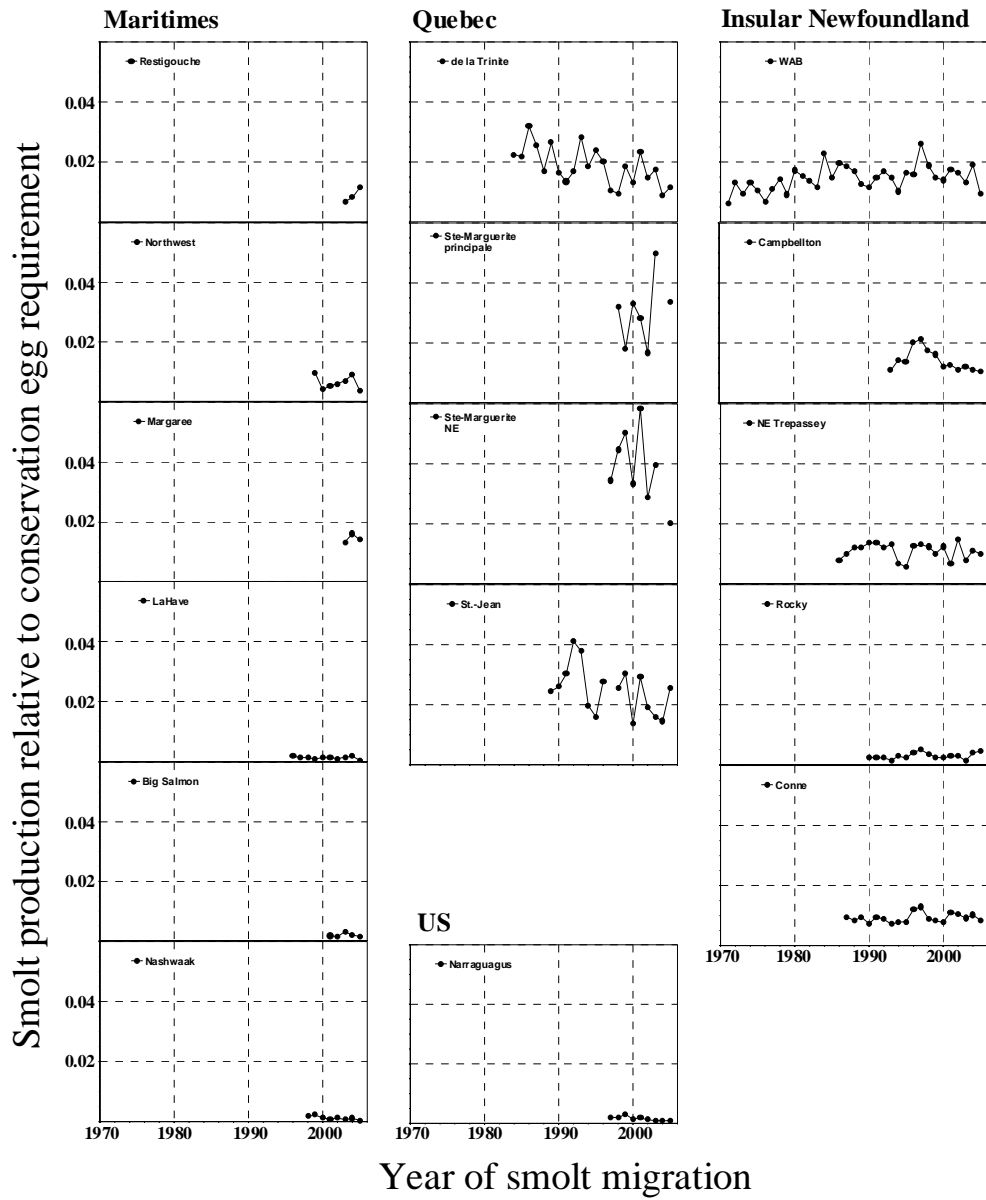 Maritimes
Quebec
Insular Newfoundland
Smolt production relative to conservation egg requirement
Restigouche
0.04
0.02
Northwest
0.04
0.02
Margaree
0.04
0.02
LaHave
0.04
0.02
Big Salmon
0.04
0.02
Nashwaak
0.04
0.02
1970 1980 1990 2000
de la Trinite
Ste-Marguerite
principale
Ste-Marguerite
NE
St.-Jean
US
Narraguagus
1970 1980 1990 2000
WAB
Campbellton
NE Trepassey
Rocky
Conne
1970 1980 1990 2000
Year of smolt migration